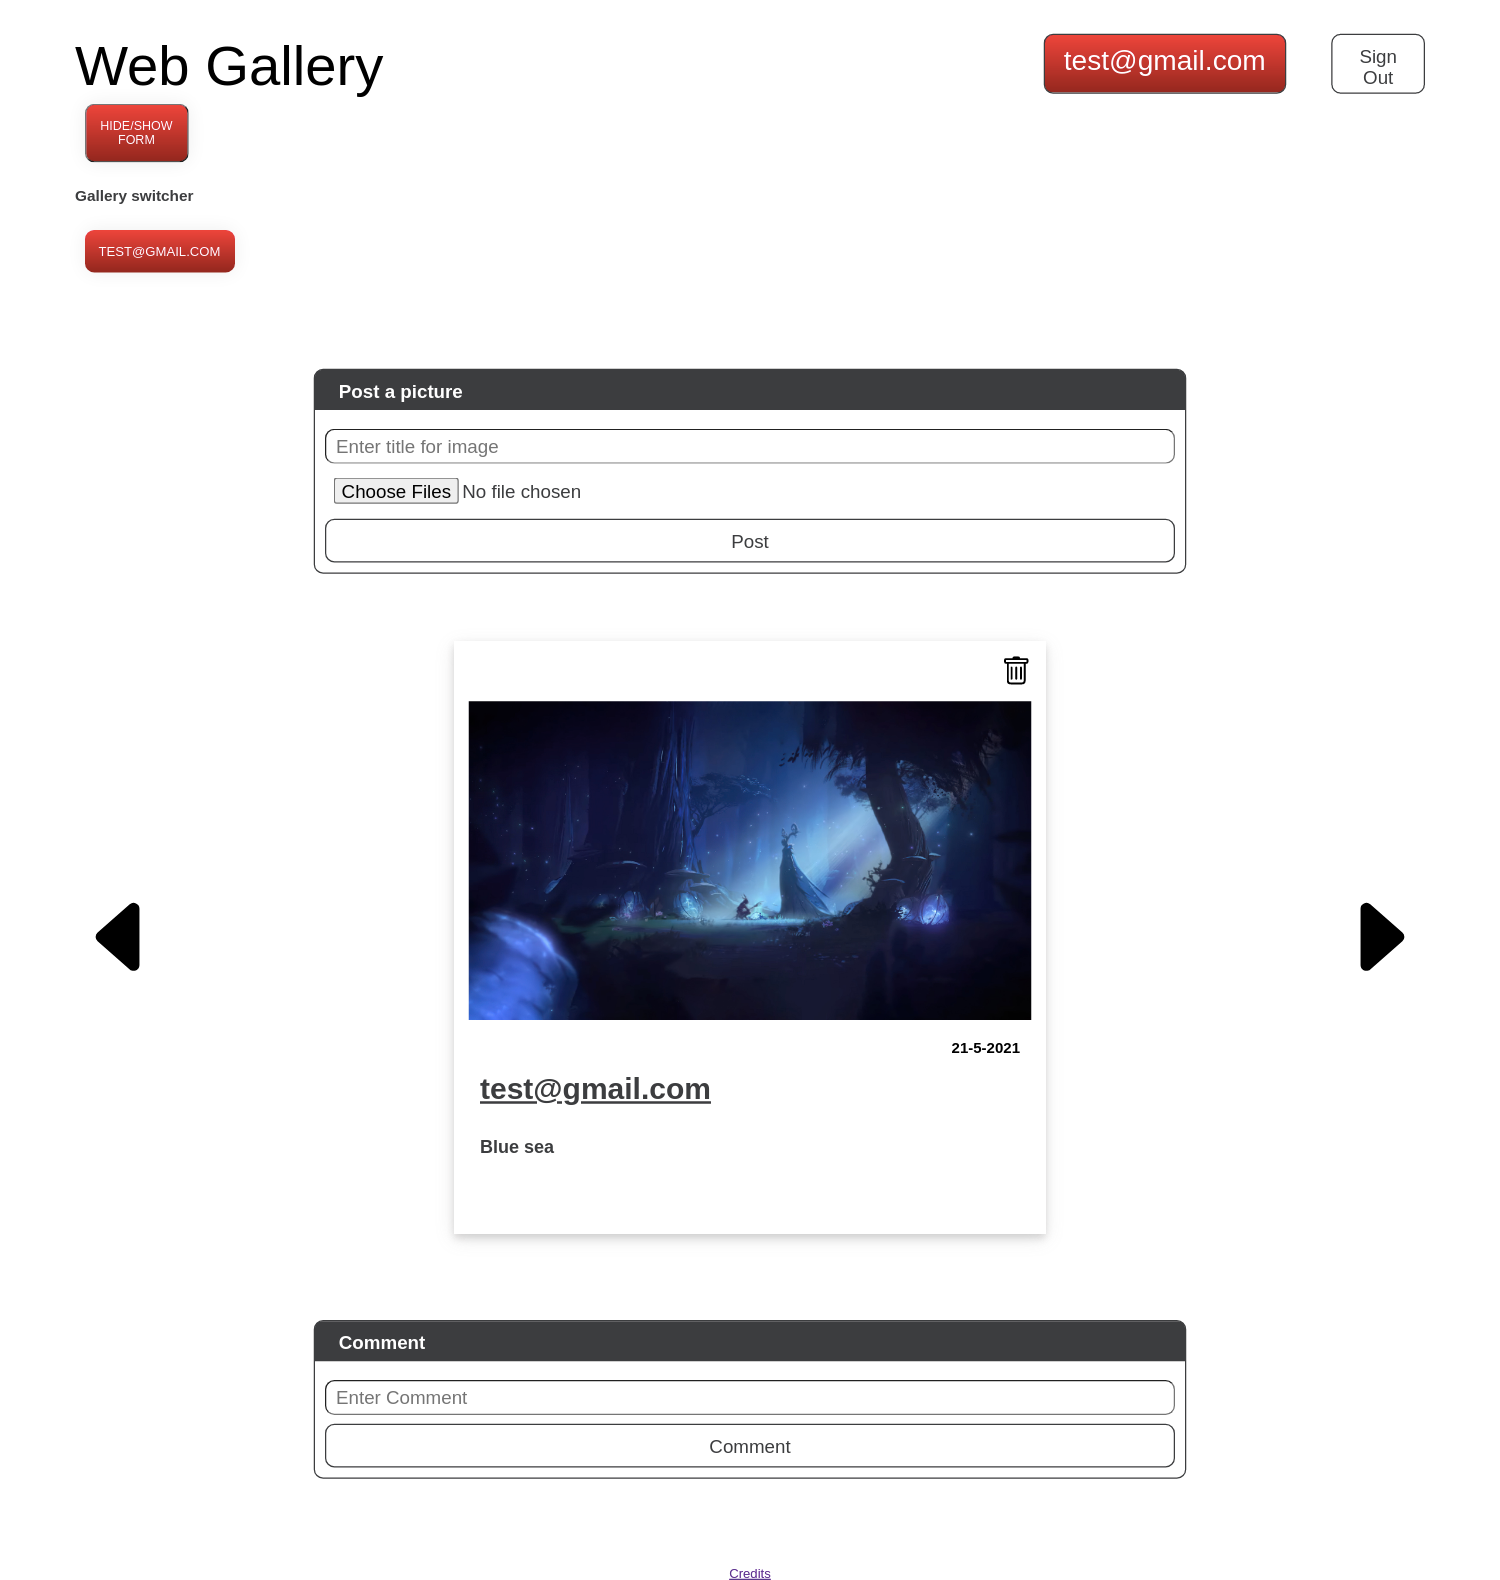 Web Gallery
test@gmail.com
Sign
Out
HIDE/SHOW
FORM
Gallery switcher
TEST@GMAIL.COM
Post a picture
Enter title for image
Choose Files No file chosen
Post
21-5-2021
test@gmail.com
Blue sea
Comment
Enter Comment
Comment
Credits